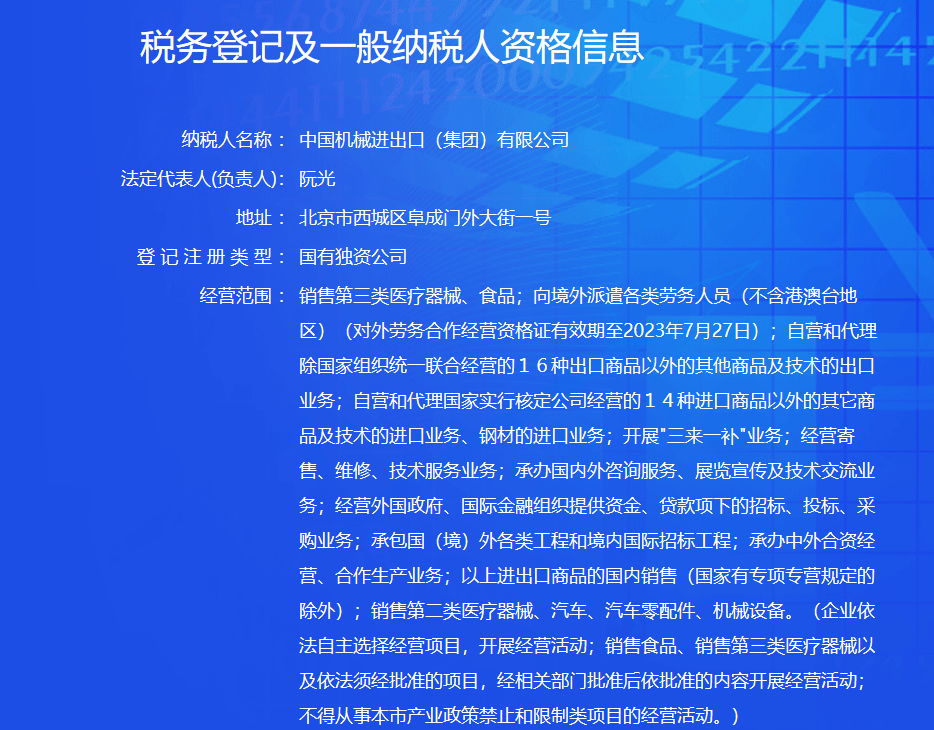 税务登记及一般纳税人资格信息
纳税人名称： 中国机械进出口（集团）有限公司
法定代表人(负责人)： 阮光
地址： 北京市西城区阜成门外大街一号
登记注册类型： 国有独资公司
经营范围： 销售第三类医疗器械、食品；向境外派遣各类劳务人员（不含港澳台地
区）（对外劳务合作经营资格证有效期至2023年7月27日）；自营和代理
除国家组织统一联合经营的１６种出口商品以外的其他商品及技术的出口
业务；自营和代理国家实行核定公司经营的１４种进口商品以外的其它商
品及技术的进口业务、钢材的进口业务；开展"三来一补"业务；经营寄
售、维修、技术服务业务；承办国内外咨询服务、展览宣传及技术交流业
务；经营外国政府、国际金融组织提供资金、贷款项下的招标、投标、采
购业务；承包国（境）外各类工程和境内国际招标工程；承办中外合资经
营、合作生产业务；以上进出口商品的国内销售（国家有专项专营规定的
除外）；销售第二类医疗器械、汽车、汽车零配件、机械设备。（企业依
法自主选择经营项目，开展经营活动；销售食品、销售第三类医疗器械以
及依法须经批准的项目，经相关部门批准后依批准的内容开展经营活动；
不得从事本市产业政策禁止和限制类项目的经营活动。）